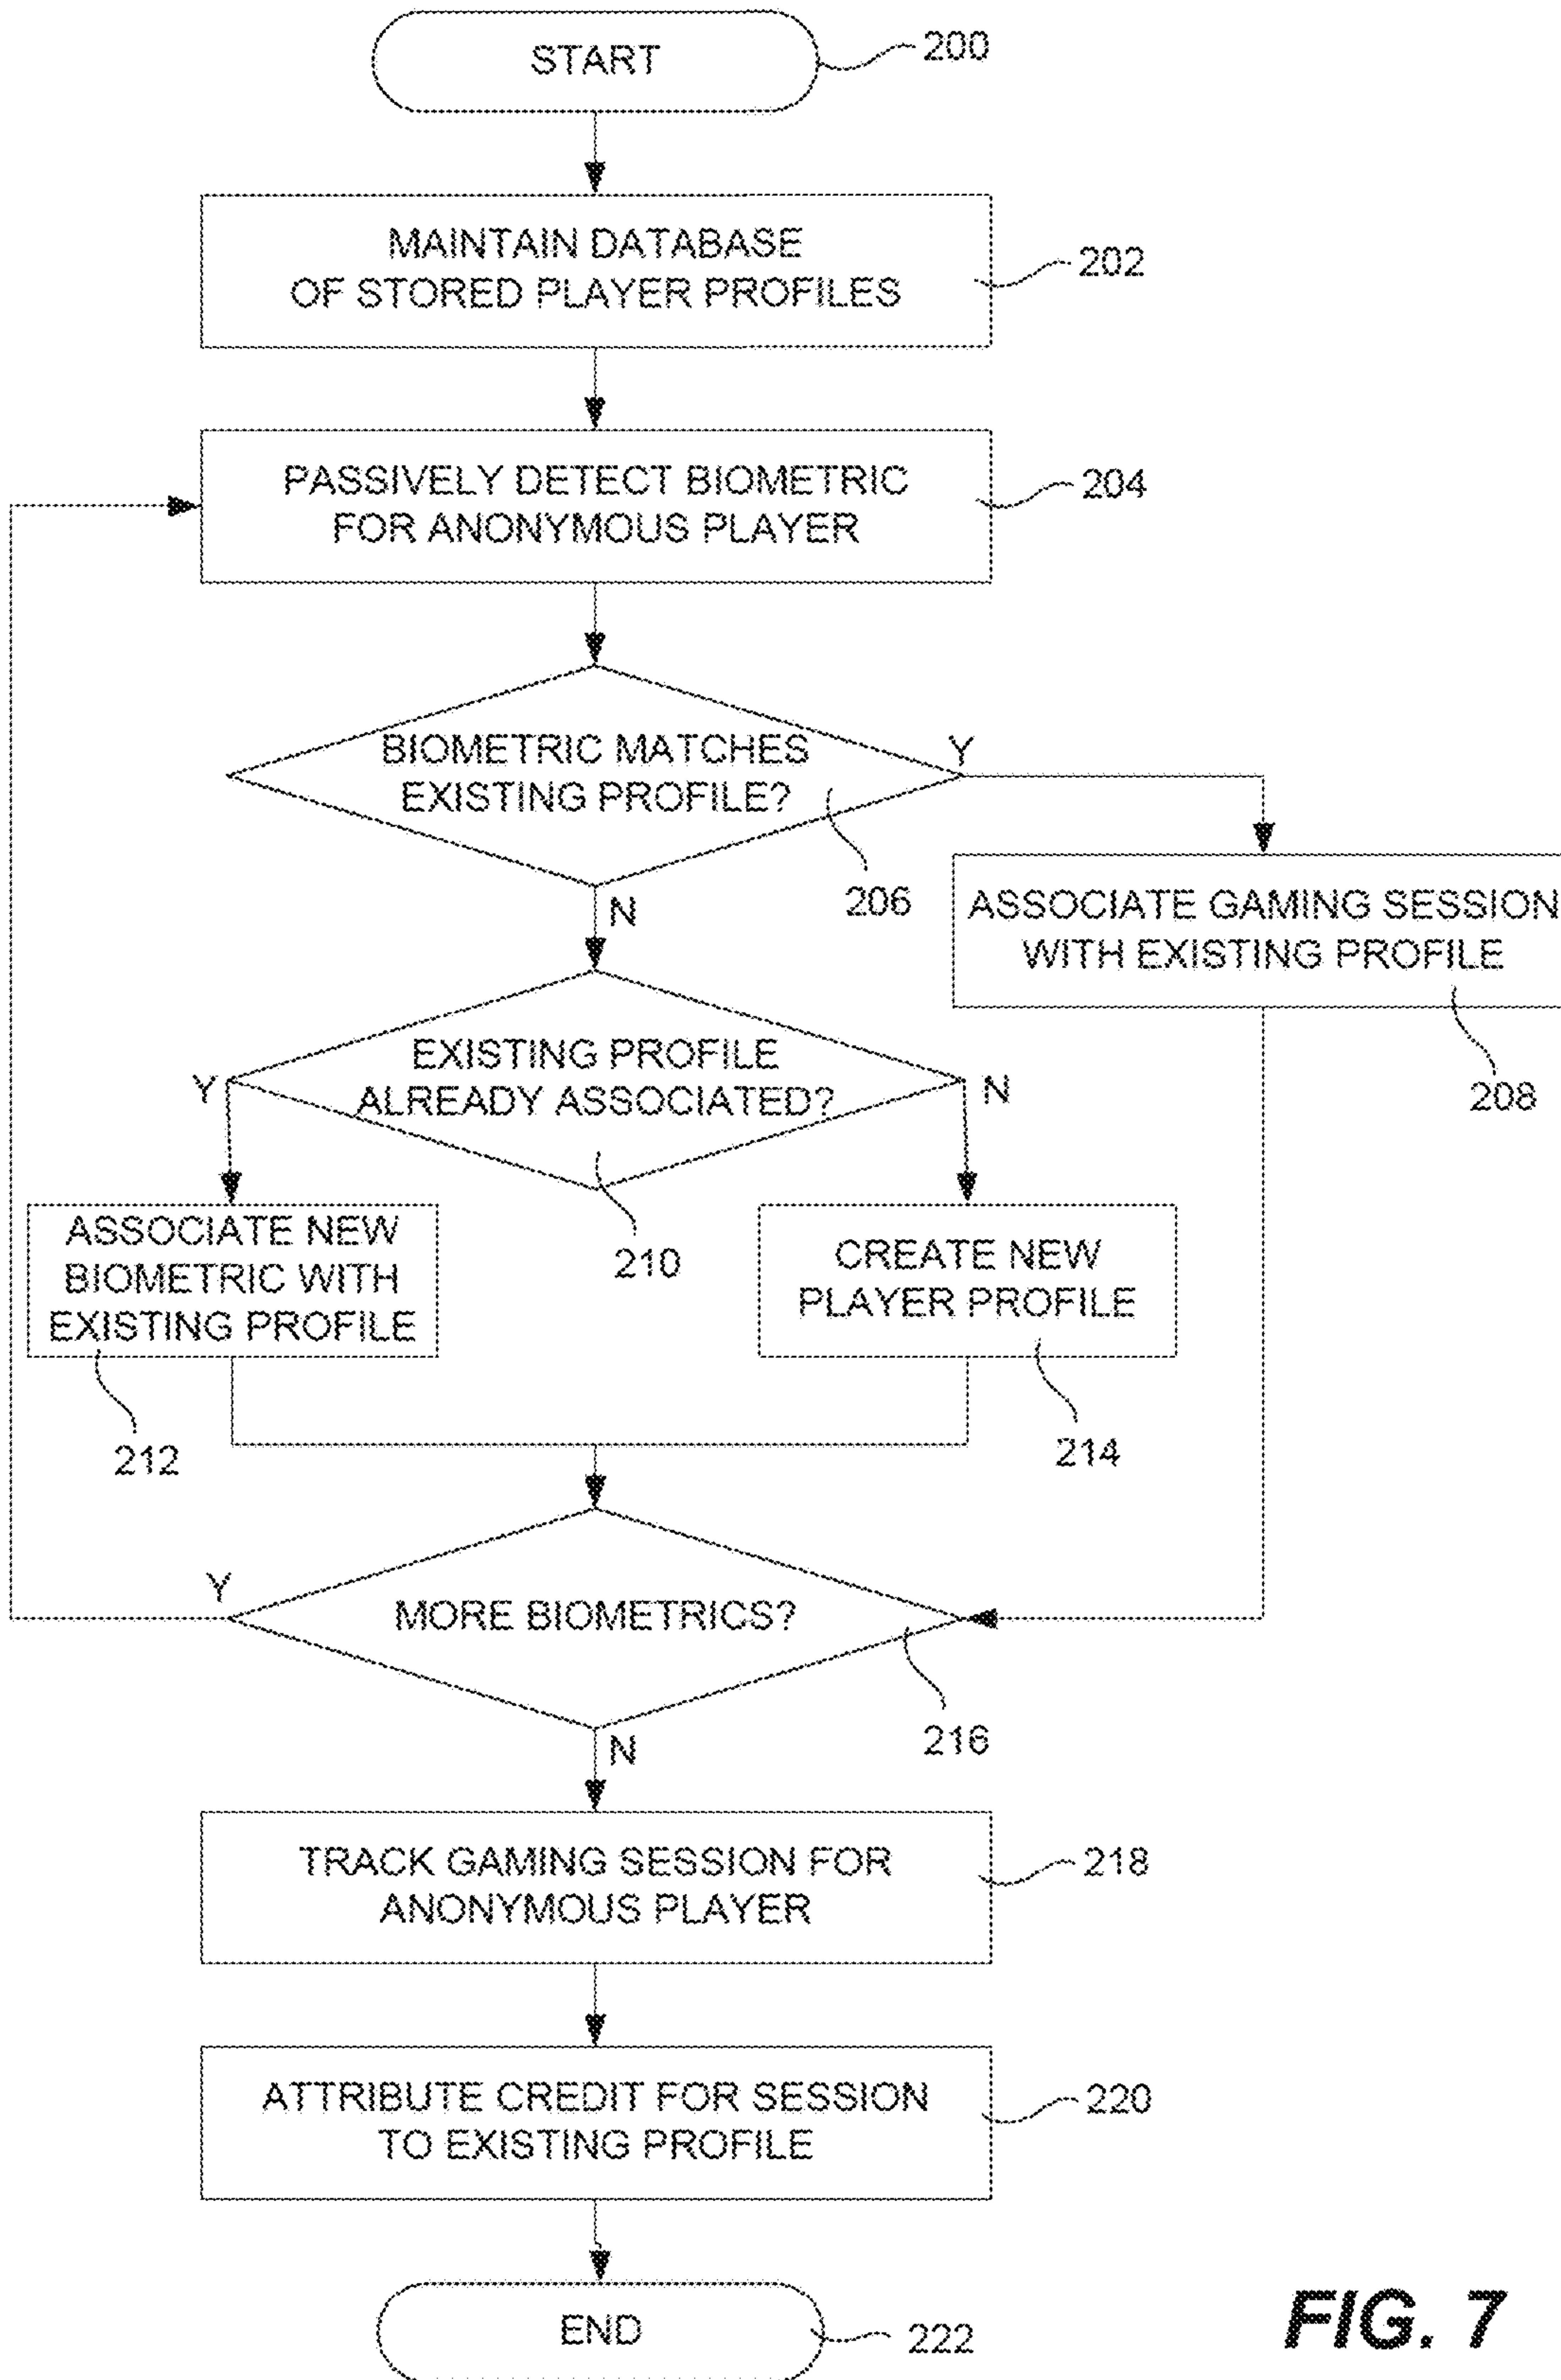 START
200
MAINTAIN DATABASE
OF STORED PLAYER PROFILES
202
PASSIVELY DETECT BIOMETRIC
FOR ANONYMOUS PLAYER
204
BIOMETRIC MATCHES
EXISTING PROFILE?
Y
206
N
ASSOCIATE GAMING SESSION
WITH EXISTING PROFILE
208
EXISTING PROFILE
ALREADY ASSOCIATED?
Y
N
210
ASSOCIATE NEW
BIOMETRIC WITH
EXISTING PROFILE
212
CREATE NEW
PLAYER PROFILE
214
MORE BIOMETRICS?
Y
216
N
TRACK GAMING SESSION FOR
ANONYMOUS PLAYER
218
ATTRIBUTE CREDIT FOR SESSION
TO EXISTING PROFILE
220
END
222
FIG. 7